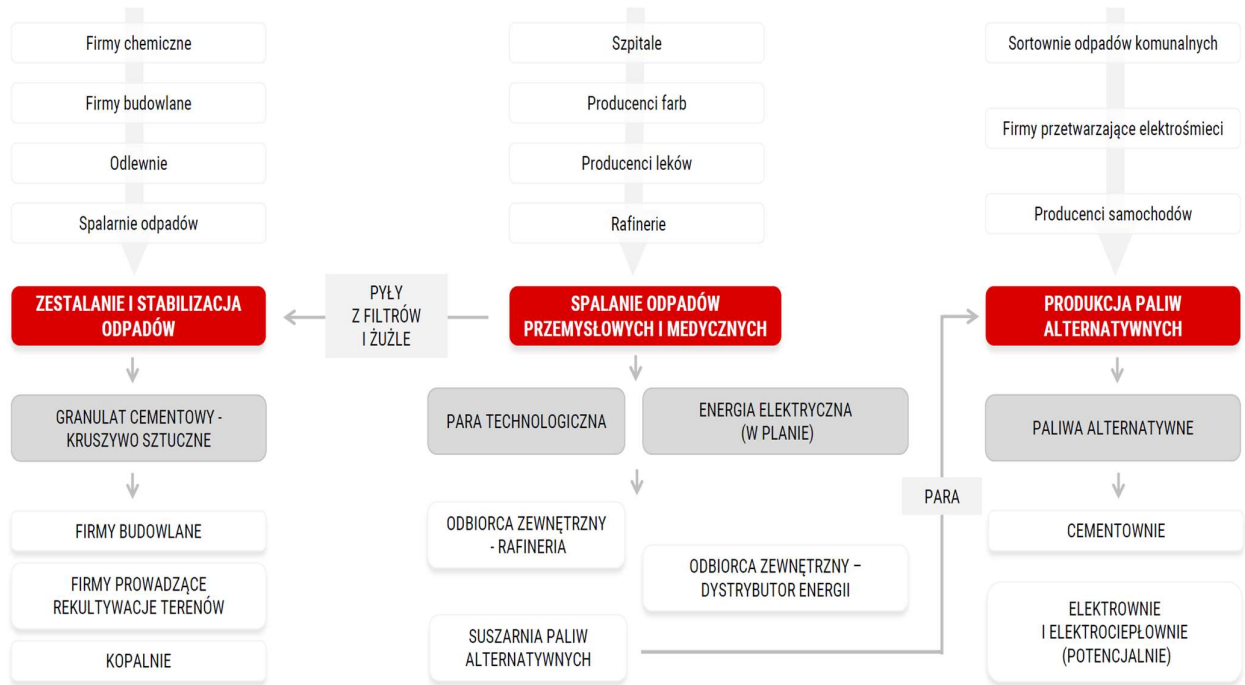 Firmy chemiczne
Firmy budowlane
Odlewnie
Spalarnie odpadów
ZESTALANIE I STABILIZACJA
ODPADÓW
GRANULAT CEMENTOWY -
KRUSZYWO SZTUCZNE
FIRMY BUDOWLANE
FIRMY PROWADZĄCE
REKULTYWACJE TERENÓW
KOPALNIE
PYŁY
Z FILTRÓW
I ŻUŻLE
Szpitale
Producenci farb
Producenci leków
Rafinerie
SPALANIE ODPADÓW
PRZEMYSŁOWYCH I MEDYCZNYCH
PARA TECHNOLOGICZNA
ENERGIA ELEKTRYCZNA
(W PLANIE)
ODBIORCA ZEWNĘTRZNY
- RAFINERIA
ODBIORCA ZEWNĘTRZNY –
DYSTRYBUTOR ENERGII
SUSZARNIA PALIW
ALTERNATYWNYCH
PARA
Sortownie odpadów komunalnych
Firmy przetwarzające elektrośmieci
Producenci samochodów
PRODUKCJA PALIW
ALTERNATYWNYCH
PALIWA ALTERNATYWNE
CEMENTOWNIE
ELEKTROWNIE
I ELEKTROCIEPŁOWNIE
(POTENCJALNIE)